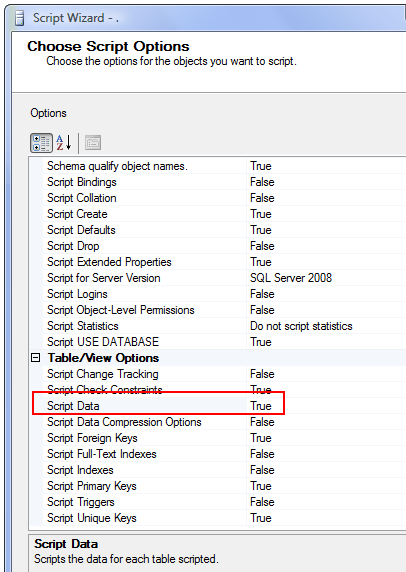 Script Wizard - .
Choose Script Options
Choose the options for the objects you want to script.
Options
Schema qualify object names. True
Script Bindings False
Script Collation False
Script Create True
Script Defaults True
Script Drop False
Script Extended Properties True
Script for Server Version SQL Server 2008
Script Logins False
Script Object-Level Permissions False
Script Statistics Do not script statistics
Script USE DATABASE True
Table/View Options
Script Change Tracking False
Script Check Constraints True
Script Data True
Script Data Compression Options False
Script Foreign Keys True
Script Full-Text Indexes False
Script Indexes False
Script Primary Keys True
Script Triggers False
Script Unique Keys True
Script Data
Scripts the data for each table scripted.